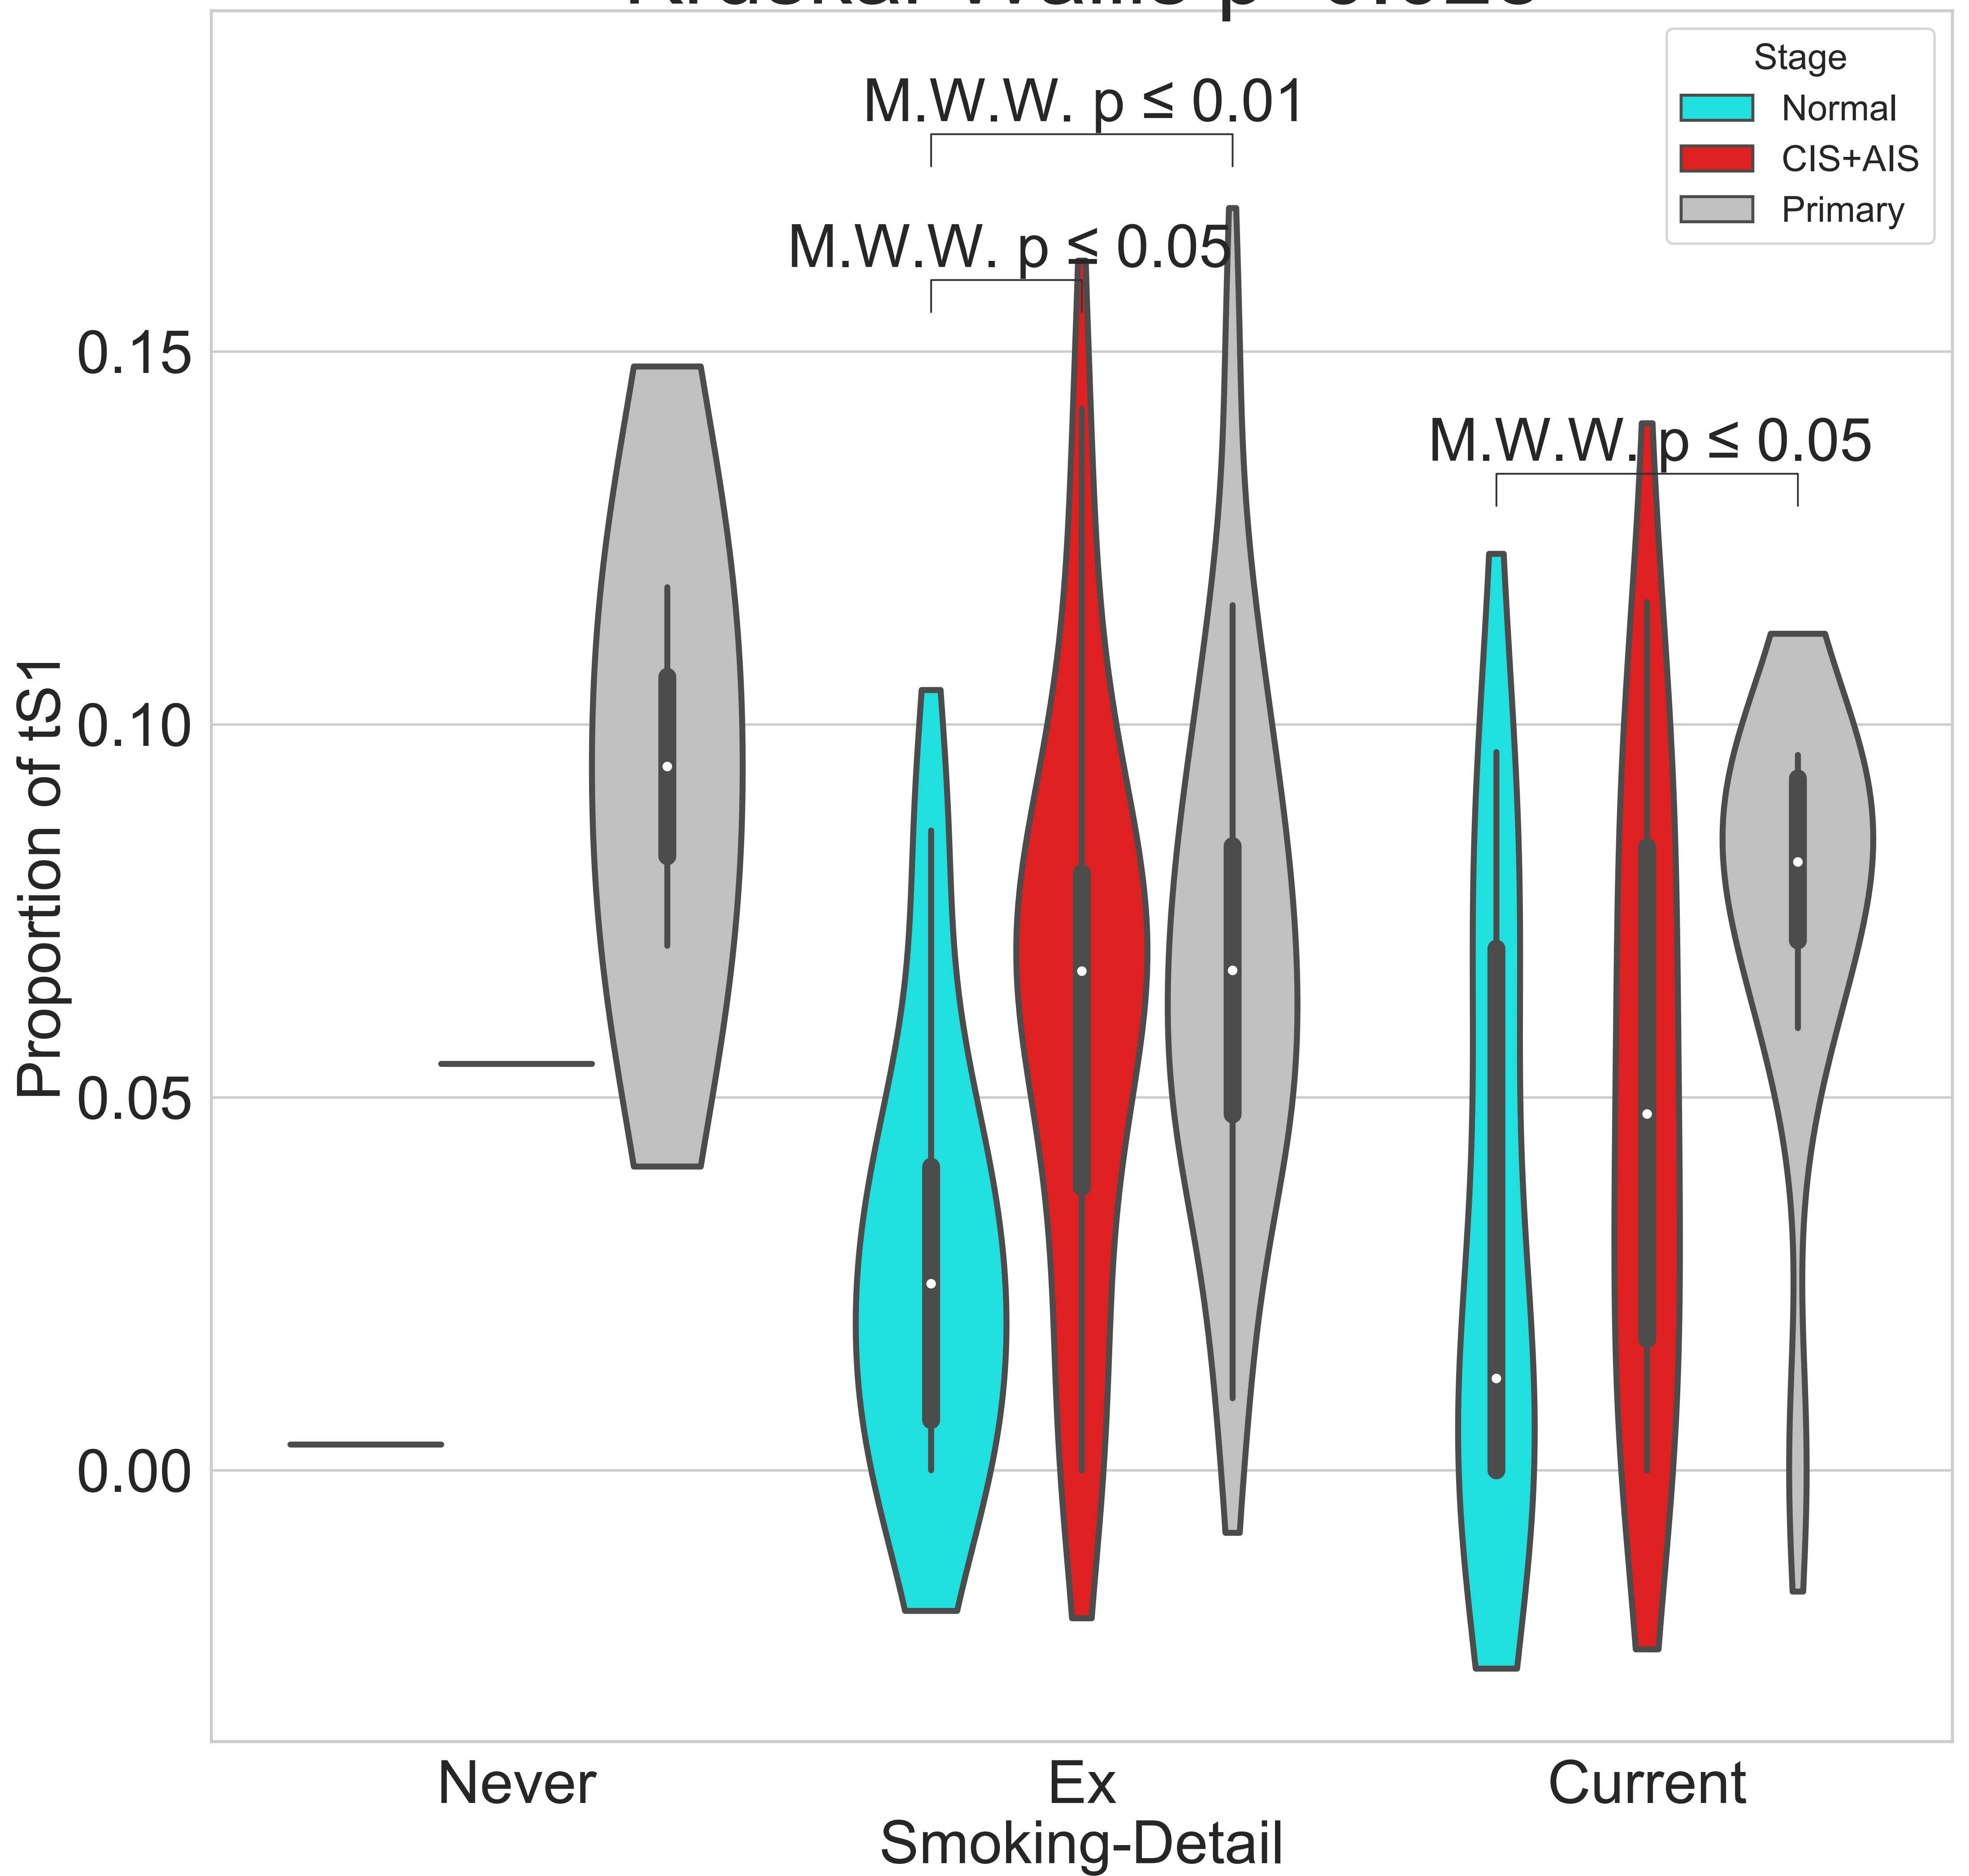 M.W.W. p ≤ 0.01
M.W.W. p ≤ 0.05
M.W.W. p ≤ 0.05
Stage
Normal
CIS+AIS
Primary
Proportion of tS1
0.15
0.10
0.05
0.00
Never
Ex
Current
Smoking-Detail